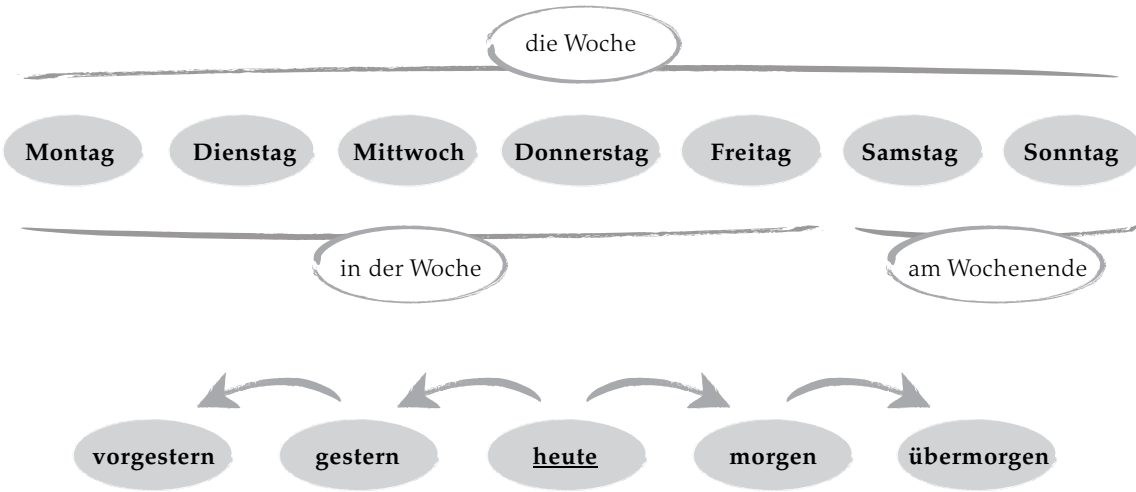 die Woche
Montag Dienstag Mittwoch Donnerstag Freitag Samstag Sonntag
in der Woche am Wochenende
vorgestern gestern heute morgen übermorgen